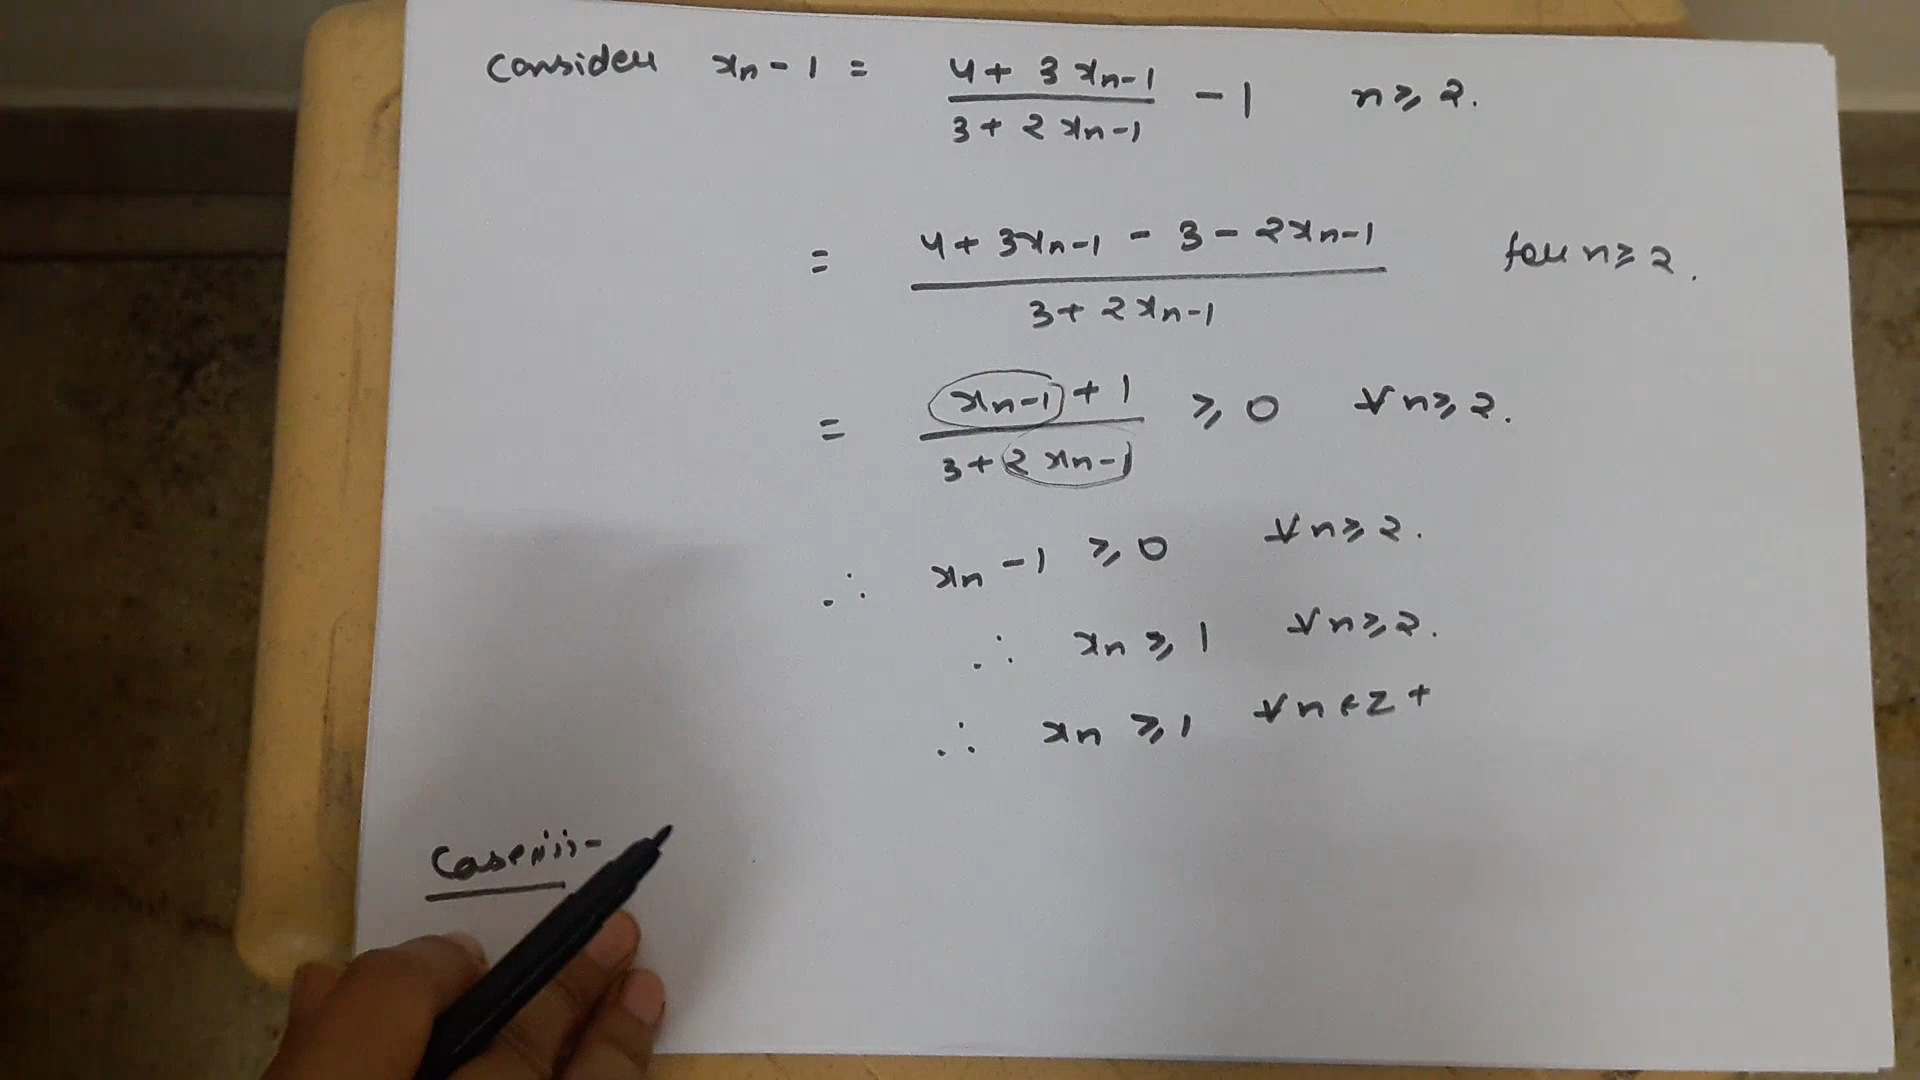 Consider xn - 1 = (4 + 3xn-1)/(3 + 2xn-1) - 1 n ≥ 2.
= (4 + 3xn-1 - 3 - 2xn-1)/(3 + 2xn-1) for n ≥ 2.
= (xn-1 + 1)/(3 + 2xn-1) ≥ 0 ∀ n ≥ 2.
∴ xn - 1 ≥ 0 ∀ n ≥ 2.
∴ xn ≥ 1 ∀ n ≥ 2.
∴ xn ≥ 1 ∀ n ∈ Z+